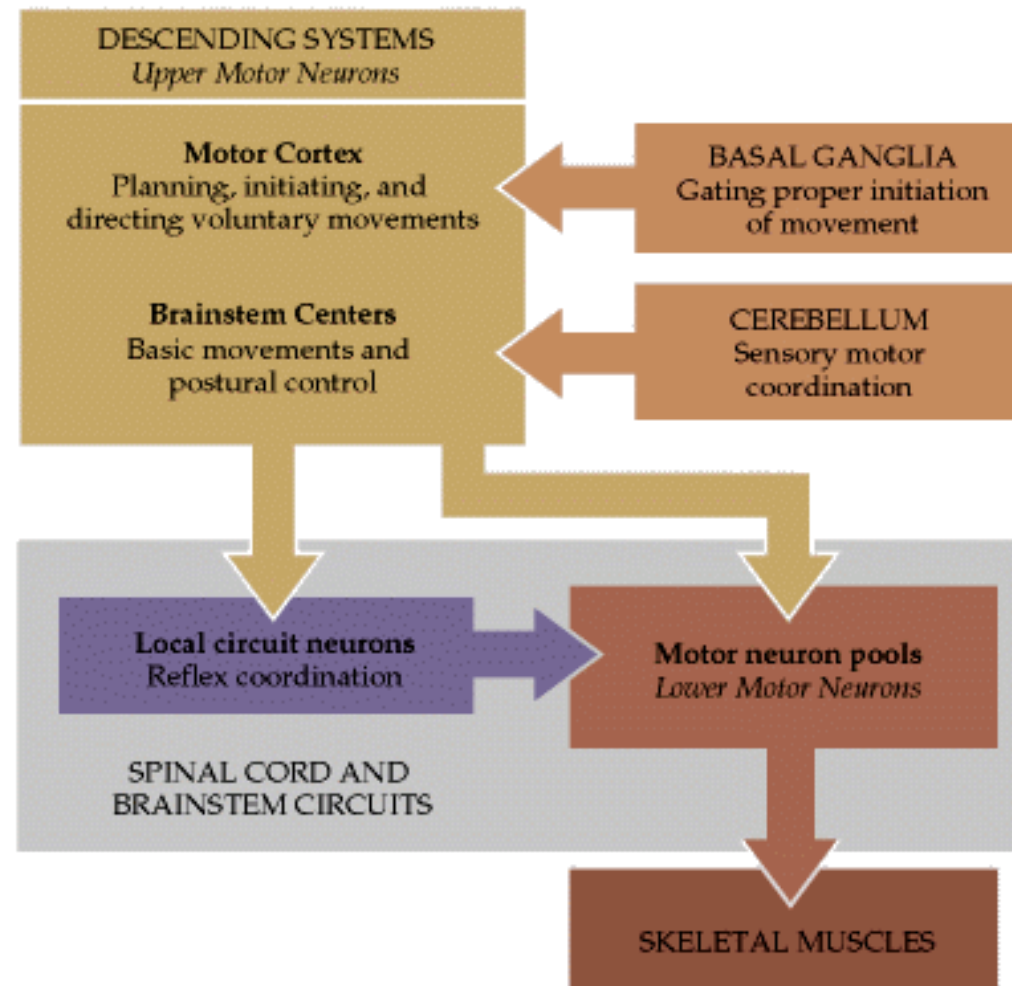 DESCENDING SYSTEMS
Upper Motor Neurons
Motor Cortex
Planning, initiating, and
directing voluntary movements
Brainstem Centers
Basic movements and
postural control
BASAL GANGLIA
Gating proper initiation
of movement
CEREBELLUM
Sensory motor
coordination
Local circuit neurons
Reflex coordination
Motor neuron pools
Lower Motor Neurons
SPINAL CORD AND
BRAINSTEM CIRCUITS
SKELETAL MUSCLES